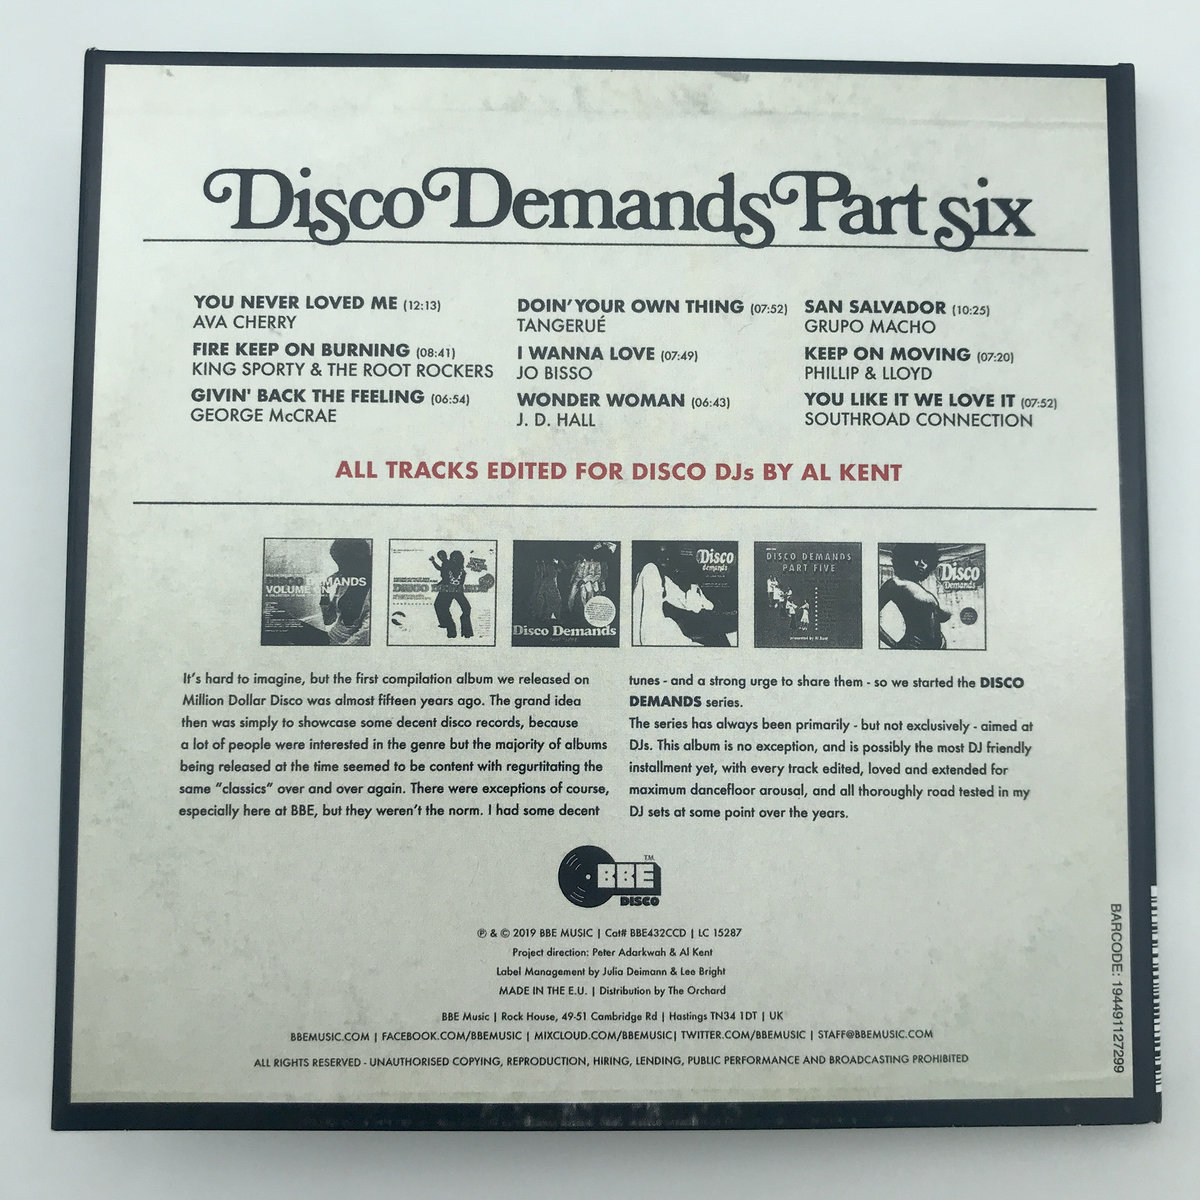 Disco Demands Part six
YOU NEVER LOVED ME (12:13)
AVA CHERRY
FIRE KEEP ON BURNING (08:41)
KING SPORTY & THE ROOT ROCKERS
GIVIN' BACK THE FEELING (06:54)
GEORGE McCRAE
DOIN' YOUR OWN THING (07:52)
TANGERUÉ
I WANNA LOVE (07:49)
JO BISSO
WONDER WOMAN (06:43)
J. D. HALL
SAN SALVADOR (10:25)
GRUPO MACHO
KEEP ON MOVING (07:20)
PHILLIP & LLOYD
YOU LIKE IT WE LOVE IT (07:52)
SOUTHROAD CONNECTION
ALL TRACKS EDITED FOR DISCO DJs BY AL KENT
DISCO DEMANDS
VOLUME ONE
DISCO DEMANDS
Disco Demands
Disco
demands
DISCO DEMANDS
PART FIVE
presented by Al Kent
Disco
Demands
It's hard to imagine, but the first compilation album we released on
Million Dollar Disco was almost fifteen years ago. The grand idea
then was simply to showcase some decent disco records, because
a lot of people were interested in the genre but the majority of albums
being released at the time seemed to be content with regurtitating the
same "classics" over and over again. There were exceptions of course,
especially here at BBE, but they weren't the norm. I had some decent
tunes - and a strong urge to share them - so we started the DISCO
DEMANDS series.
The series has always been primarily - but not exclusively - aimed at
DJs. This album is no exception, and is possibly the most DJ friendly
installment yet, with every track edited, loved and extended for
maximum dancefloor arousal, and all thoroughly road tested in my
DJ sets at some point over the years.
T.M.
BBE
DISCO
℗ & © 2019 BBE MUSIC | Cat# BBE432CCD | LC 15287
Project direction: Peter Adarkwah & Al Kent
Label Management by Julia Deimann & Lee Bright
MADE IN THE E.U. | Distribution by The Orchard
BBE Music | Rock House, 49-51 Cambridge Rd | Hastings TN34 1DT | UK
BBEMUSIC.COM | FACEBOOK.COM/BBEMUSIC | MIXCLOUD.COM/BBEMUSIC| TWITTER.COM/BBEMUSIC | STAFF@BBEMUSIC.COM
ALL RIGHTS RESERVED - UNAUTHORISED COPYING, REPRODUCTION, HIRING, LENDING, PUBLIC PERFORMANCE AND BROADCASTING PROHIBITED
BARCODE: 194491127299